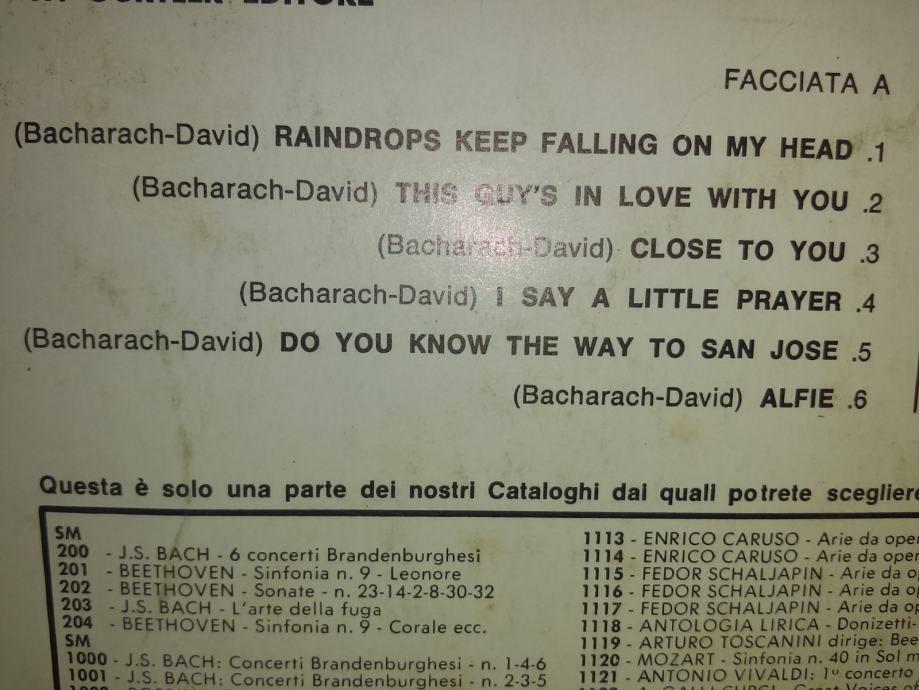 EDITORE
FACCIATA A
(Bacharach-David) RAINDROPS KEEP FALLING ON MY HEAD .1
(Bacharach-David) THIS GUY'S IN LOVE WITH YOU .2
(Bacharach-David) CLOSE TO YOU .3
(Bacharach-David) I SAY A LITTLE PRAYER .4
(Bacharach-David) DO YOU KNOW THE WAY TO SAN JOSE .5
(Bacharach-David) ALFIE .6
Questa è solo una parte dei nostri Cataloghi dai quali potrete scegliere
SM
200 - J.S. BACH - 6 concerti Brandenburghesi
201 - BEETHOVEN - Sinfonia n. 9 - Leonore
202 - BEETHOVEN - Sonate - n. 23-14-2-8-30-32
203 - J.S. BACH - L'arte della fuga
204 - BEETHOVEN - Sinfonia n. 9 - Corale ecc.
SM
1000 - J.S. BACH: Concerti Brandenburghesi - n. 1-4-6
1001 - J.S. BACH: Concerti Brandenburghesi - n. 2-3-5
1113 - ENRICO CARUSO - Arie da oper
1114 - ENRICO CARUSO - Arie da oper
1115 - FEDOR SCHALJAPIN - Arie da op
1116 - FEDOR SCHALJAPIN - Arie da op
1117 - FEDOR SCHALJAPIN - Arie da op
1118 - ANTOLOGIA LIRICA - Donizetti-
1119 - ARTURO TOSCANINI dirige: Bee
1120 - MOZART - Sinfonia n. 40 in Sol m
1121 - ANTONIO VIVALDI: 1º concerto